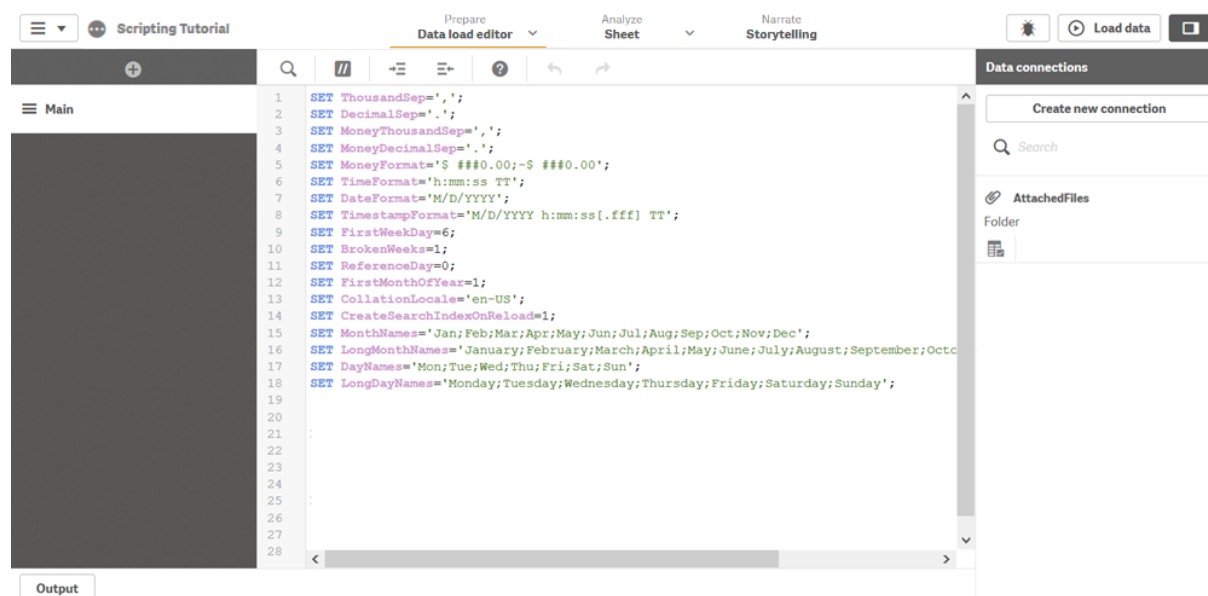 Scripting Tutorial
Prepare
Data load editor
Analyze
Sheet
Narrate
Storytelling
Load data
Main
//
?
1 SET ThousandSep=',';
2 SET DecimalSep='.';
3 SET MoneyThousandSep=',';
4 SET MoneyDecimalSep='.';
5 SET MoneyFormat='$ ###0.00;-$ ###0.00';
6 SET TimeFormat='h:mm:ss TT';
7 SET DateFormat='M/D/YYYY';
8 SET TimestampFormat='M/D/YYYY h:mm:ss[.fff] TT';
9 SET FirstWeekDay=6;
10 SET BrokenWeeks=1;
11 SET ReferenceDay=0;
12 SET FirstMonthOfYear=1;
13 SET CollationLocale='en-US';
14 SET CreateSearchIndexOnReload=1;
15 SET MonthNames='Jan;Feb;Mar;Apr;May;Jun;Jul;Aug;Sep;Oct;Nov;Dec';
16 SET LongMonthNames='January;February;March;April;May;June;July;August;September;Octo
17 SET DayNames='Mon;Tue;Wed;Thu;Fri;Sat;Sun';
18 SET LongDayNames='Monday;Tuesday;Wednesday;Thursday;Friday;Saturday;Sunday';
19
20
21
22
23
24
25
26
27
28
Data connections
Create new connection
Search
AttachedFiles
Folder
Output